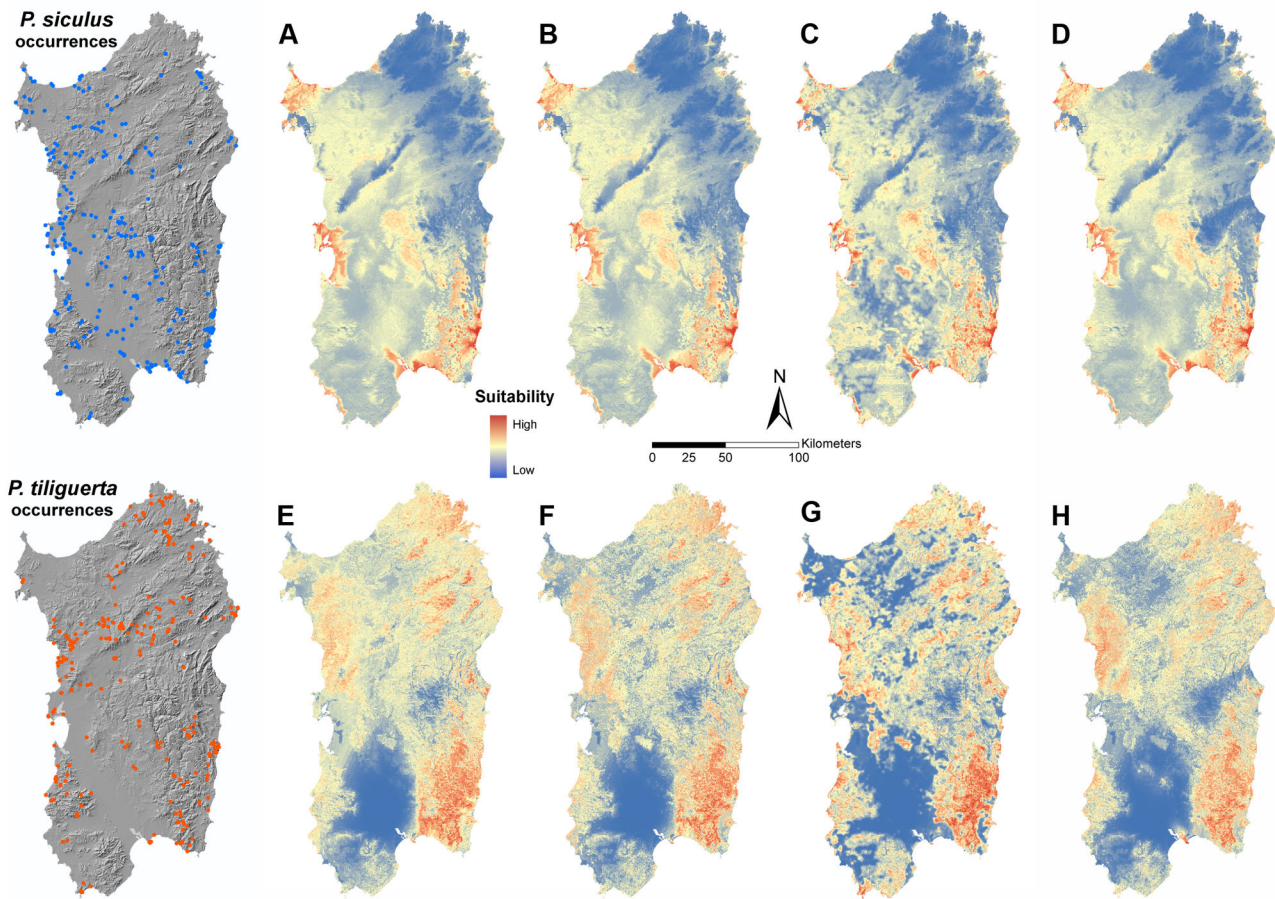 P. siculus
occurrences
A
B
C
D
Suitability
High
Low
N
Kilometers
0 25 50 100
P. tiliguerta
occurrences
E
F
G
H